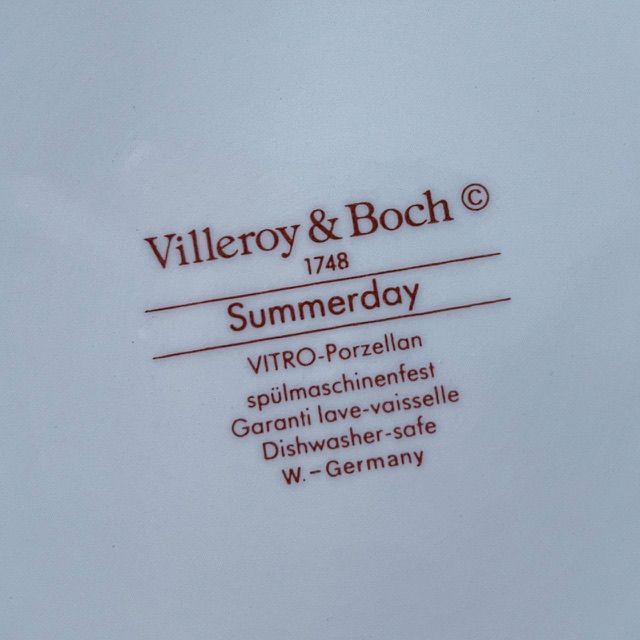 Villeroy & Boch ©
1748
Summerday
VITRO-Porzellan
spülmaschinenfest
Garanti lave-vaisselle
Dishwasher-safe
W.-Germany